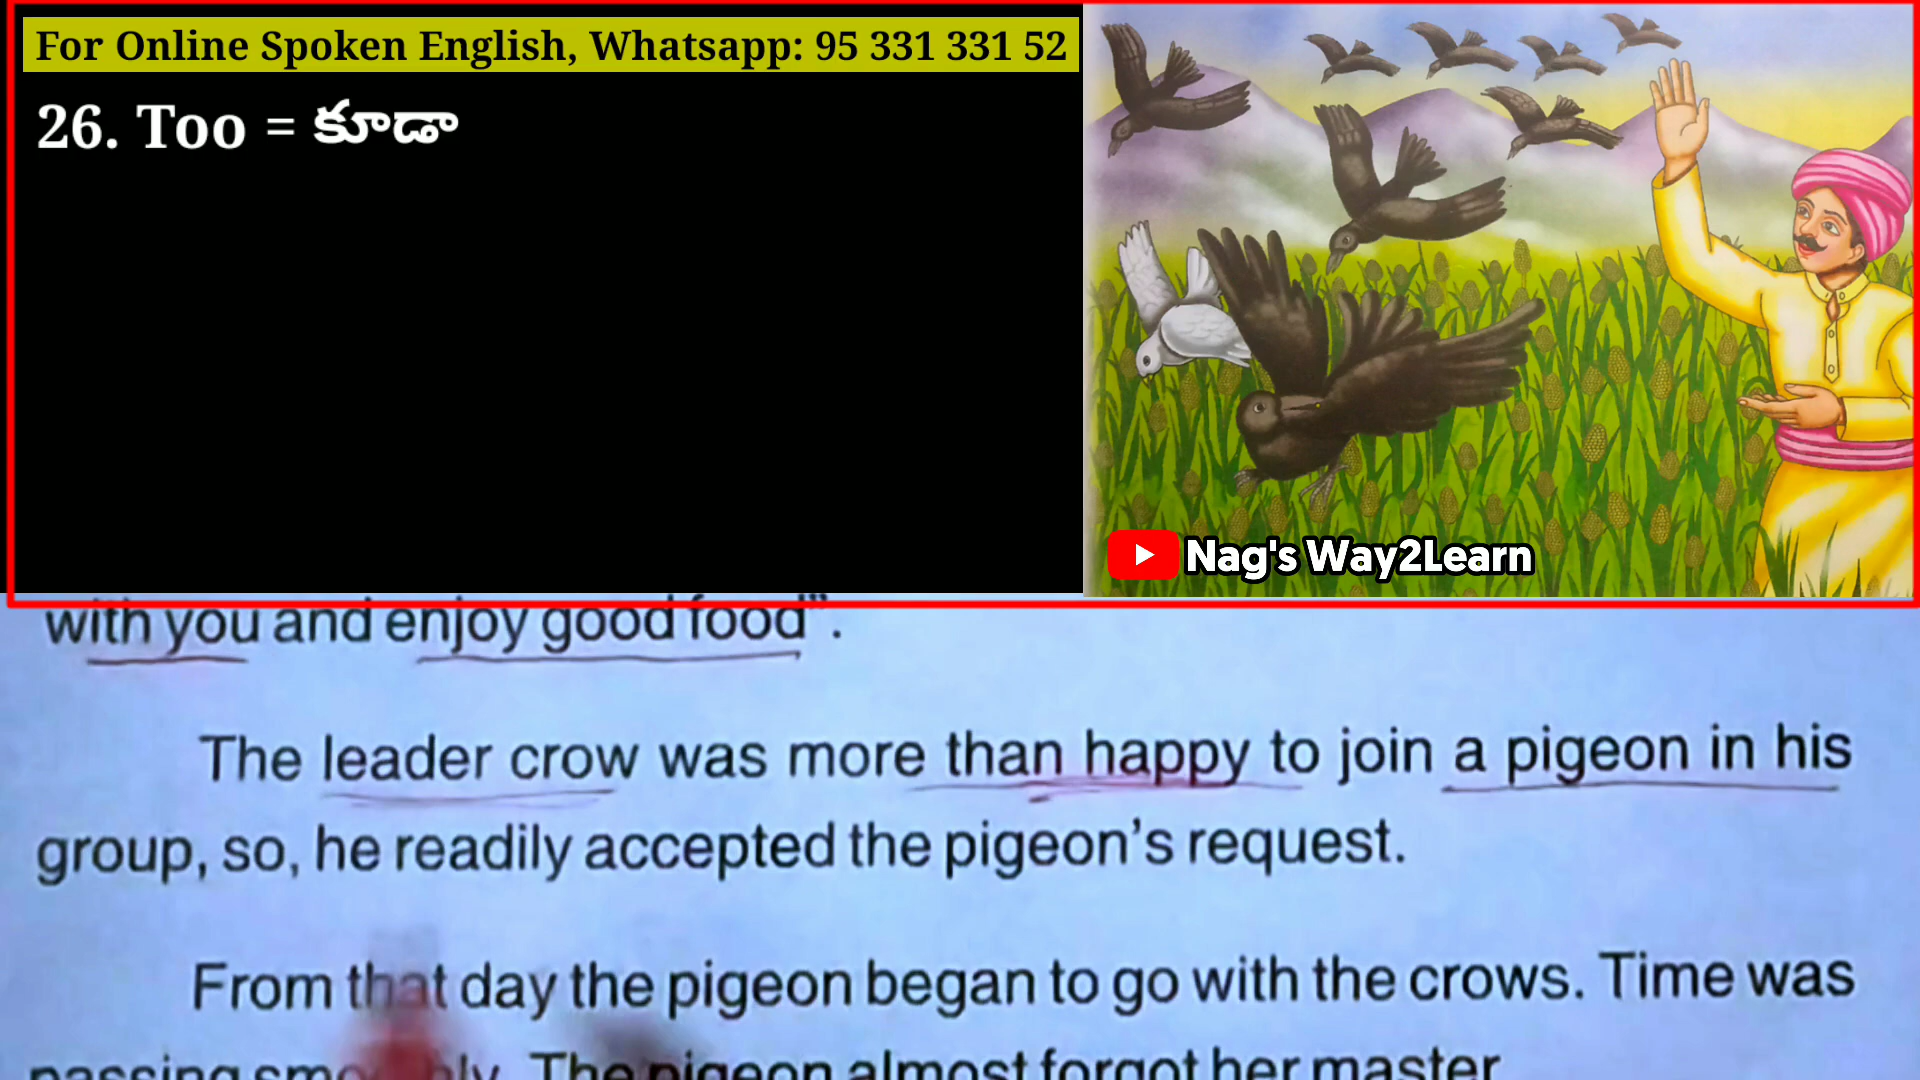 For Online Spoken English, Whatsapp: 95 331 331 52
26. Too = కూడా
Nag's Way2Learn
with you and enjoy good food”.
The leader crow was more than happy to join a pigeon in his
group, so, he readily accepted the pigeon’s request.
From that day the pigeon began to go with the crows. Time was
passing The pigeon almost forgot her master